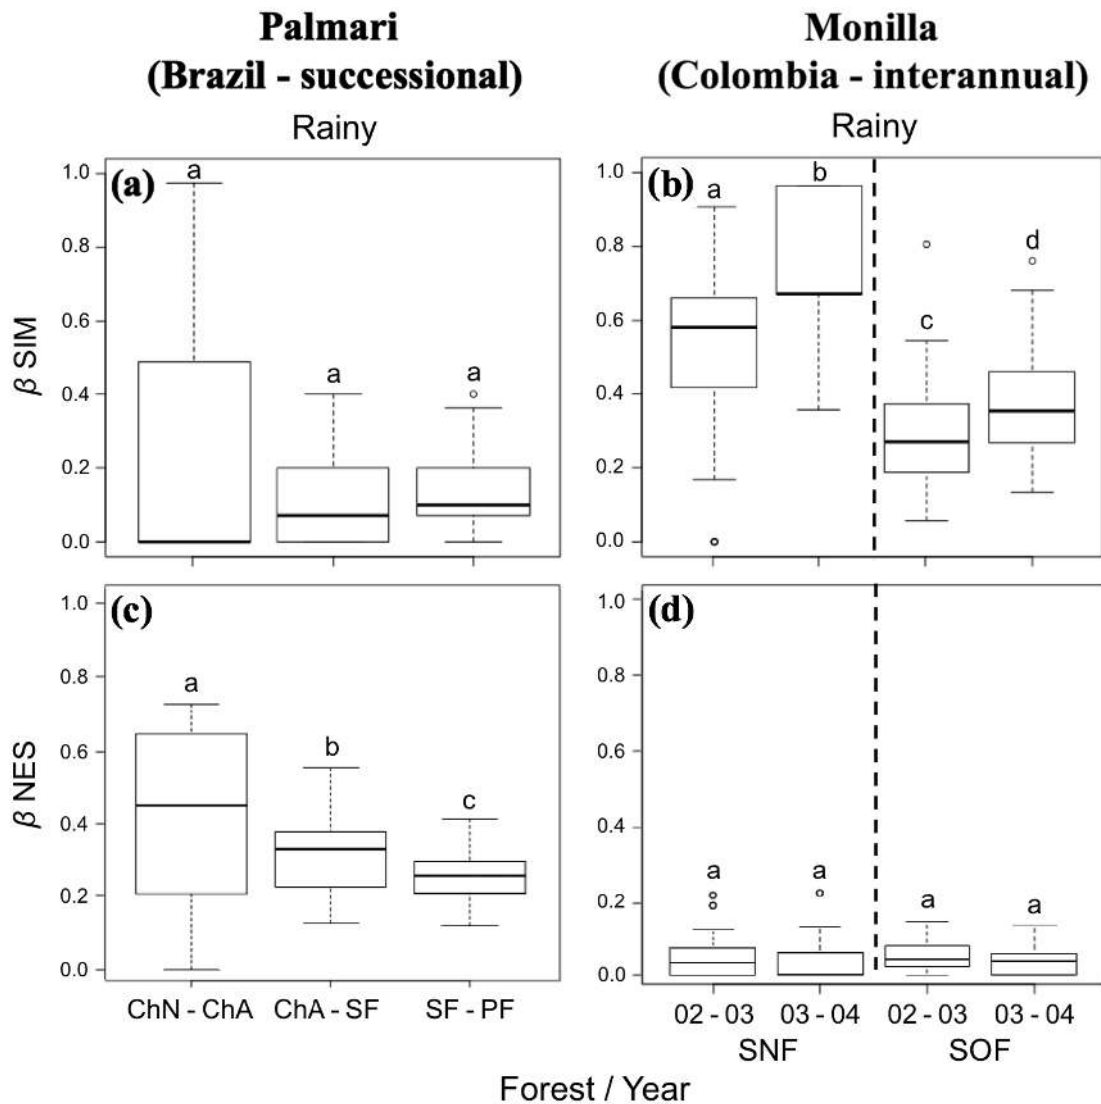 Palmari
(Brazil - successional)
Monilla
(Colombia - interannual)
Rainy
Rainy
(a)
β SIM
1.0
0.8
0.6
0.4
0.2
0.0
a
a
a
(b)
1.0
0.8
0.6
0.4
0.2
0.0
a
b
c
d
(c)
β NES
1.0
0.8
0.6
0.4
0.2
0.0
a
b
c
ChN - ChA
ChA - SF
SF - PF
(d)
1.0
0.8
0.6
0.4
0.2
0.0
a
a
a
a
02 - 03
03 - 04
02 - 03
03 - 04
SNF
SOF
Forest / Year